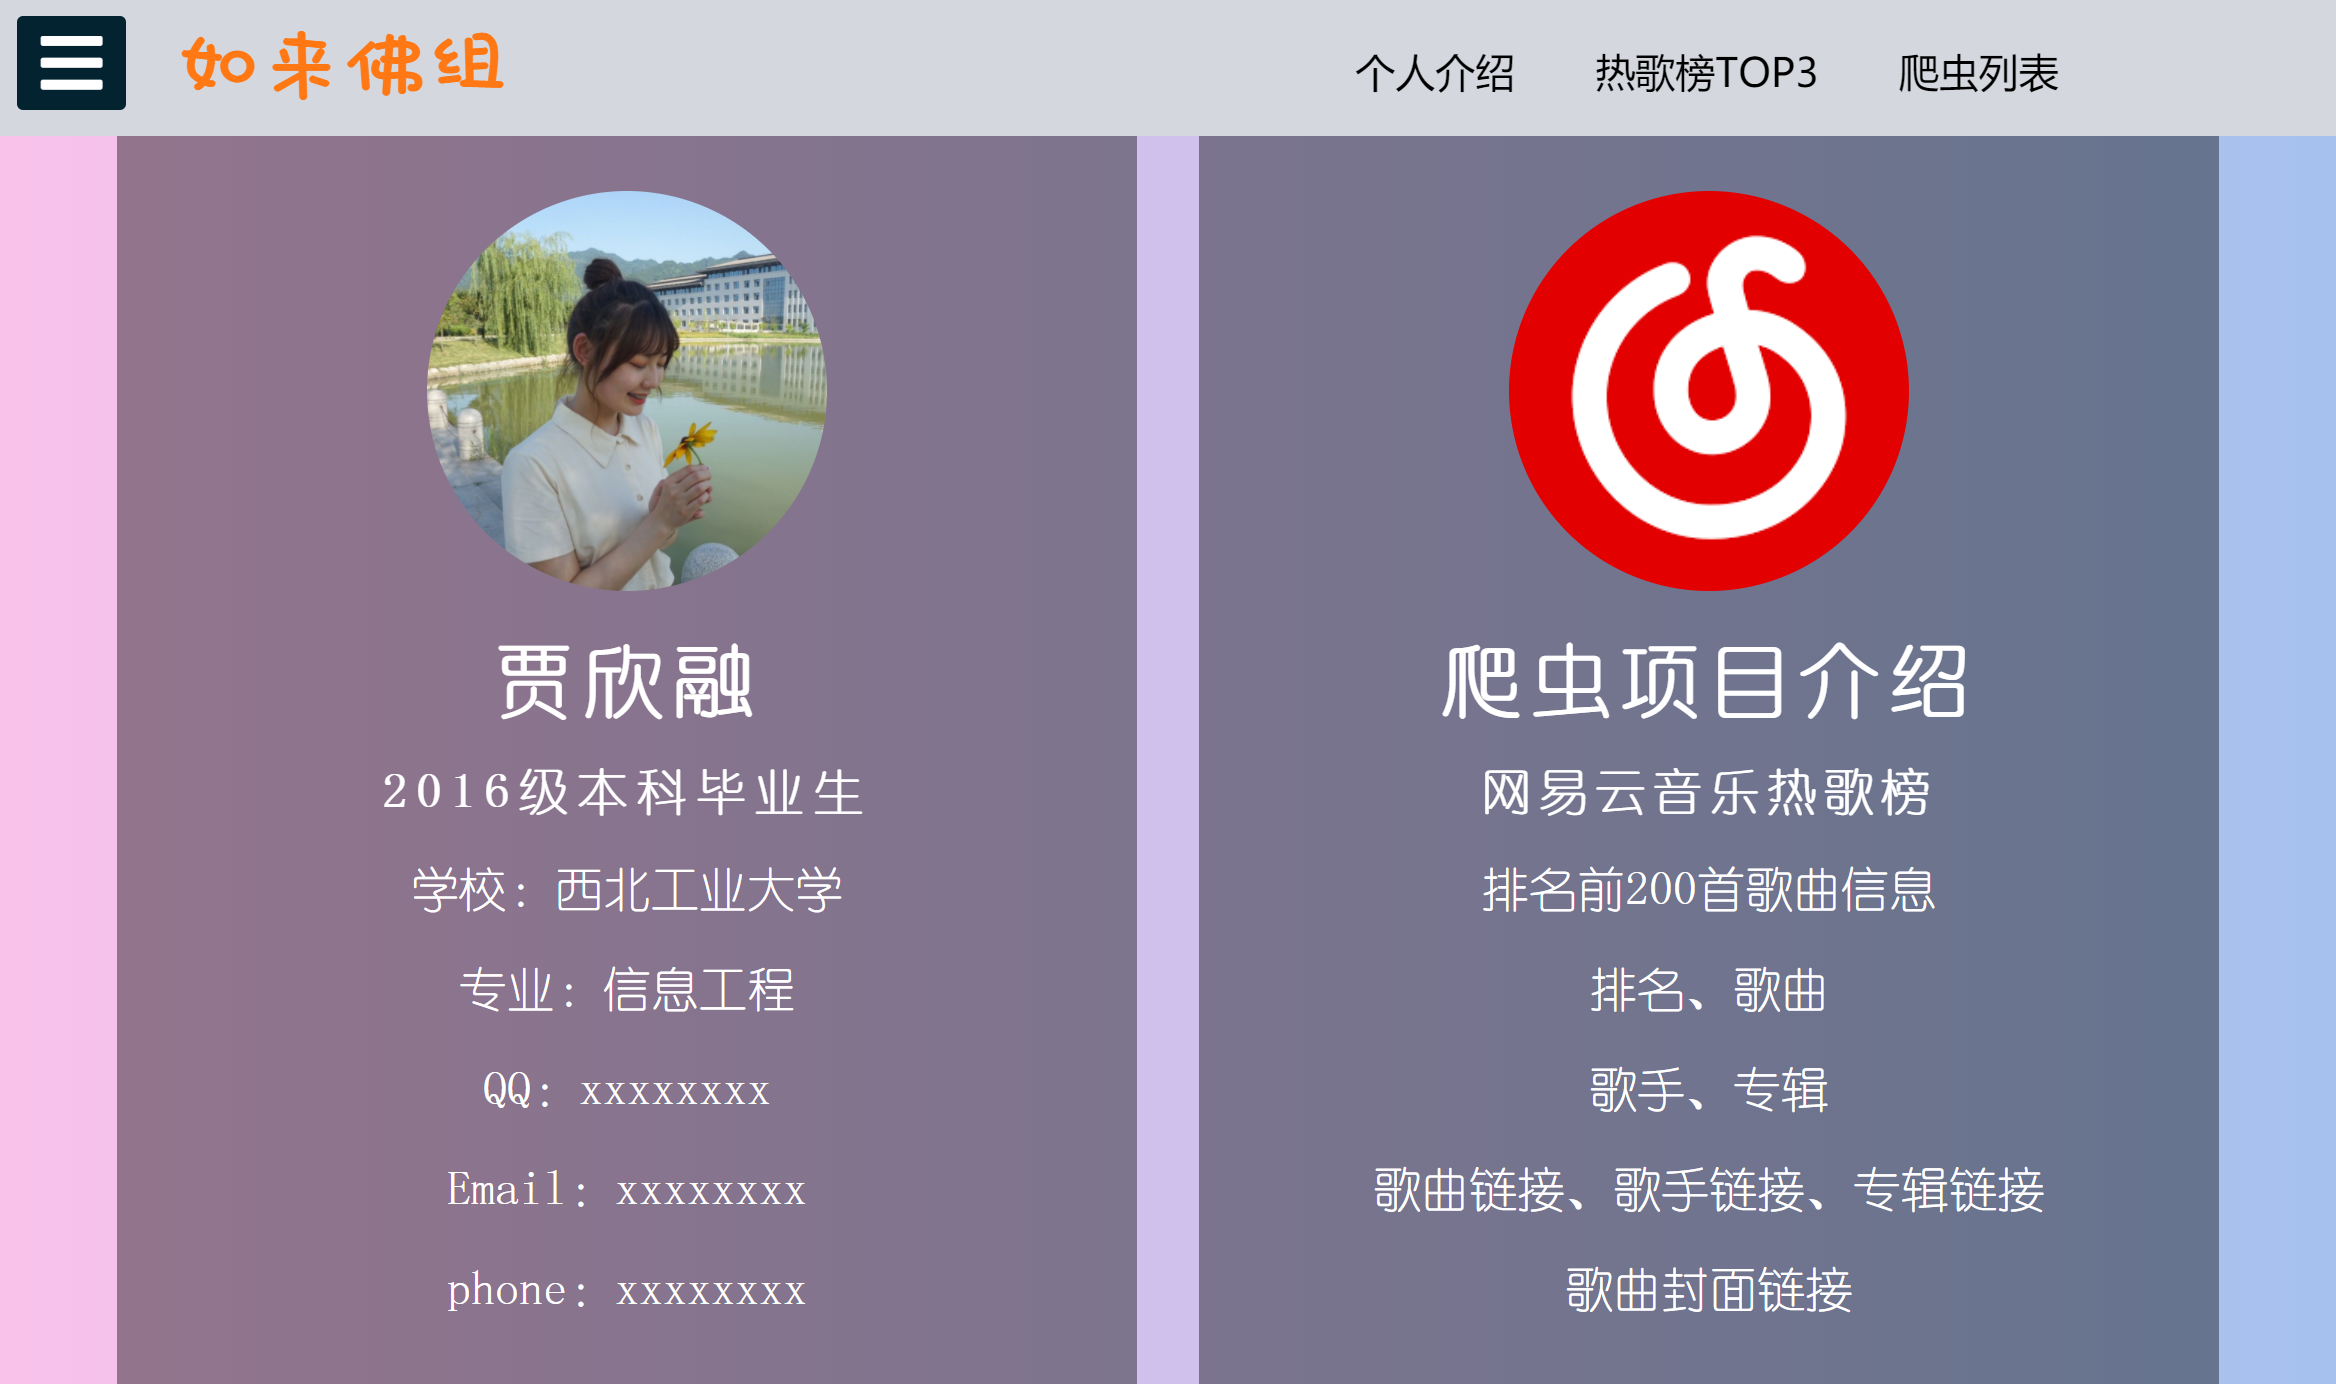 如来佛组
个人介绍 热歌榜TOP3 爬虫列表
贾欣融
2016级本科毕业生
学校：西北工业大学
专业：信息工程
QQ：xxxxxxxx
Email：xxxxxxxx
phone：xxxxxxxx
爬虫项目介绍
网易云音乐热歌榜
排名前200首歌曲信息
排名、歌曲
歌手、专辑
歌曲链接、歌手链接、专辑链接
歌曲封面链接